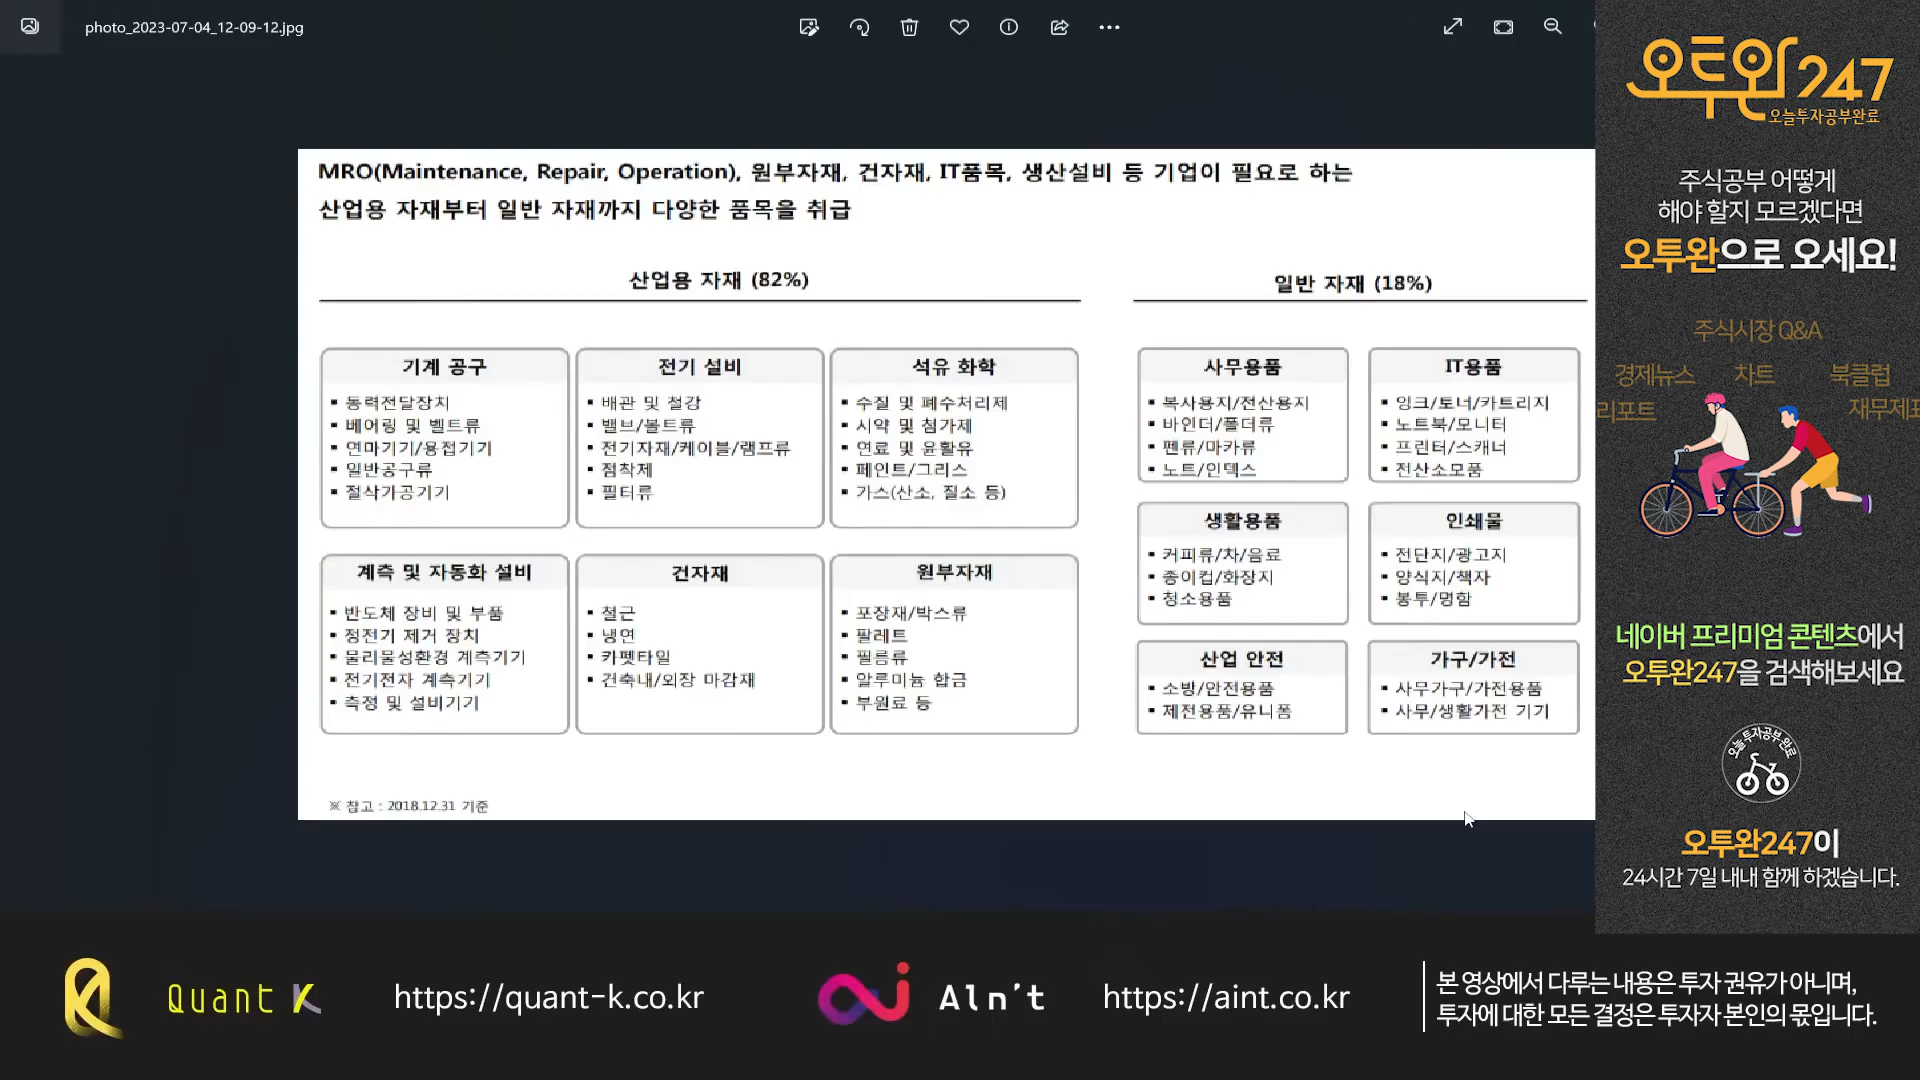 photo_2023-07-04_12-09-12.jpg
MRO(Maintenance, Repair, Operation), 원부자재, 건자재, IT품목, 생산설비 등 기업이 필요로 하는
산업용 자재부터 일반 자재까지 다양한 품목을 취급
산업용 자재 (82%)
기계 공구
▪ 동력전달장치
▪ 베어링 및 벨트류
▪ 연마기기/용접기기
▪ 일반공구류
▪ 절삭가공기기
전기 설비
▪ 배관 및 철강
▪ 밸브/볼트류
▪ 전기자재/케이블/램프류
▪ 점착제
▪ 필터류
석유 화학
▪ 수질 및 폐수처리제
▪ 시약 및 첨가제
▪ 연료 및 윤활유
▪ 페인트/그리스
▪ 가스(산소, 질소 등)
계측 및 자동화 설비
▪ 반도체 장비 및 부품
▪ 정전기 제거 장치
▪ 물리물성환경 계측기기
▪ 전기전자 계측기기
▪ 측정 및 설비기기
건자재
▪ 철근
▪ 냉연
▪ 카펫타일
▪ 건축내/외장 마감재
원부자재
▪ 포장재/박스류
▪ 팔레트
▪ 필름류
▪ 알루미늄 합금
▪ 부원료 등
일반 자재 (18%)
사무용품
▪ 복사용지/전산용지
▪ 바인더/폴더류
▪ 펜류/마카류
▪ 노트/인덱스
IT용품
▪ 잉크/토너/카트리지
▪ 노트북/모니터
▪ 프린터/스캐너
▪ 전산소모품
생활용품
▪ 커피류/차/음료
▪ 종이컵/화장지
▪ 청소용품
인쇄물
▪ 전단지/광고지
▪ 양식지/책자
▪ 봉투/명함
산업 안전
▪ 소방/안전용품
▪ 제전용품/유니폼
가구/가전
▪ 사무가구/가전용품
▪ 사무/생활가전 기기
※ 참고 : 2018.12.31 기준
오투완247
오늘투자공부완료
주식공부 어떻게
해야 할지 모르겠다면
오투완으로 오세요!
주식시장 Q&A
경제뉴스 차트 북클럽
리포트 재무제표
네이버 프리미엄 콘텐츠에서
오투완247을 검색해보세요
오늘 투자공부 완료
오투완247이
24시간 7일 내내 함께 하겠습니다.
Quant K
https://quant-k.co.kr
AIn't
https://aint.co.kr
본 영상에서 다루는 내용은 투자 권유가 아니며,
투자에 대한 모든 결정은 투자자 본인의 몫입니다.